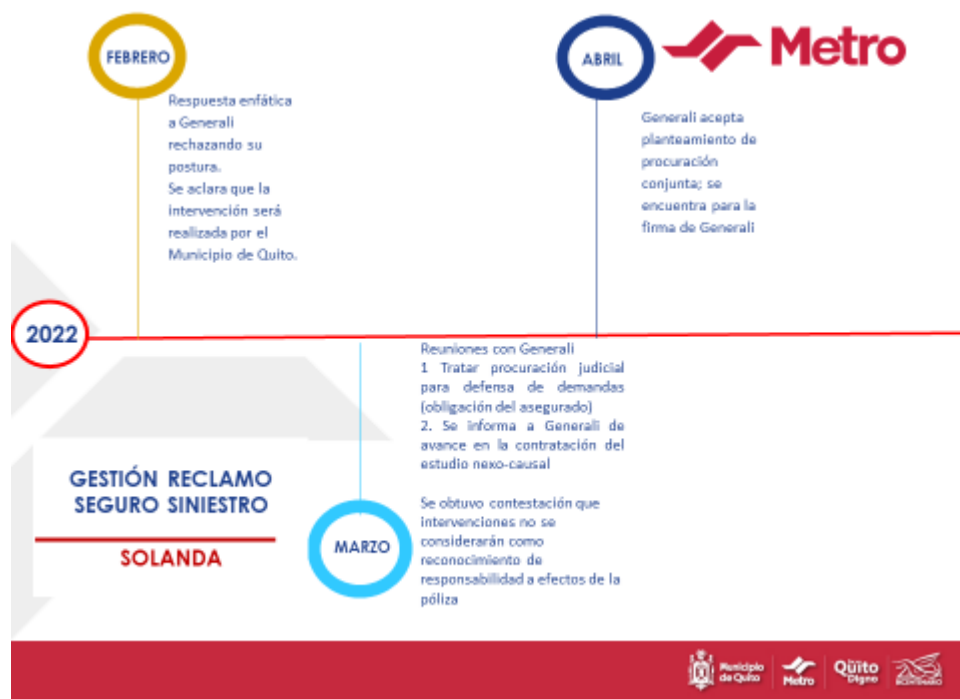 FEBRERO
Respuesta enfática
a Generali
rechazando su
postura.
Se aclara que la
intervención será
realizada por el
Municipio de Quito.
ABRIL
Metro
Generali acepta
planteamiento de
procuración
conjunta; se
encuentra para la
firma de Generali
2022
Reuniones con Generali
1 Tratar procuración judicial
para defensa de demandas
(obligación del asegurado)
2. Se informa a Generali de
avance en la contratación del
estudio nexo-causal
Se obtuvo contestación que
intervenciones no se
considerarán como
reconocimiento de
responsabilidad a efectos de la
póliza
MARZO
GESTIÓN RECLAMO
SEGURO SINIESTRO
SOLANDA
Municipio
de Quito
Metro
Quito
Digno
BICENTENARIO